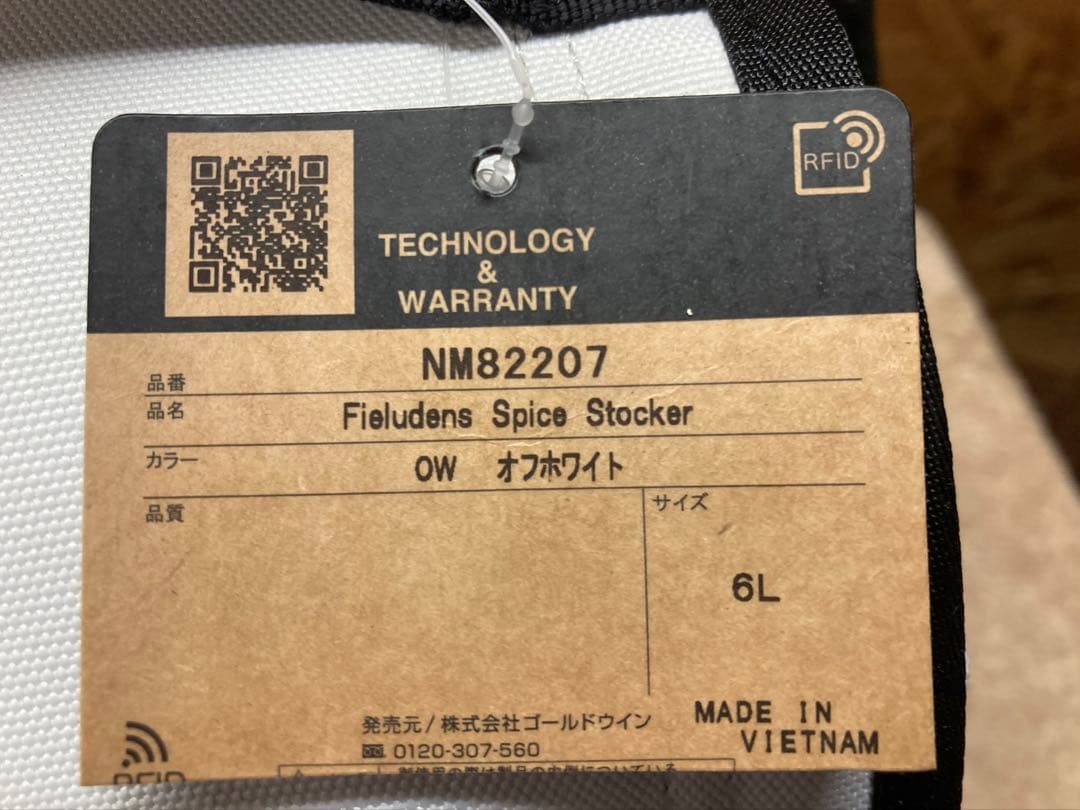 RFID
TECHNOLOGY
&
WARRANTY
品番 NM82207
品名 Fieludens Spice Stocker
カラー OW オフホワイト
品質
サイズ
6L
発売元/株式会社ゴールドウイン
0120-307-560
MADE IN
VIETNAM
RFID